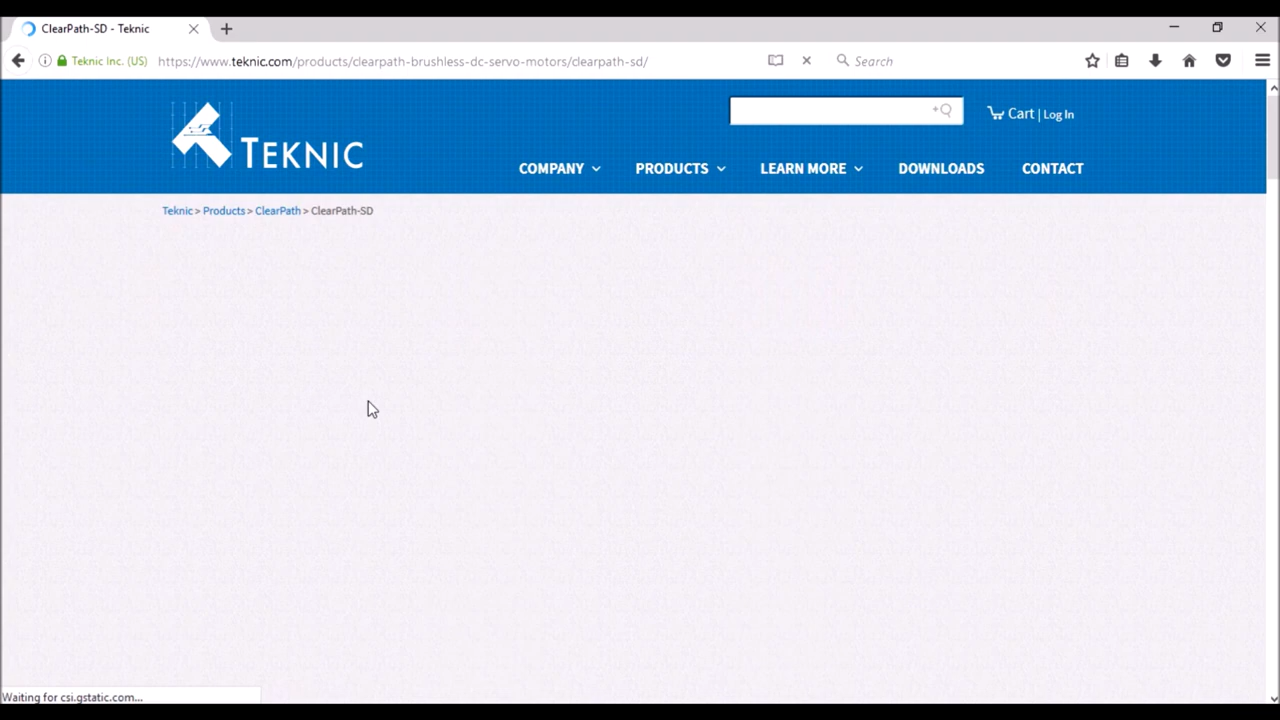 ClearPath-SD - Teknic
Teknic Inc. (US) https://www.teknic.com/products/clearpath-brushless-dc-servo-motors/clearpath-sd/ Search
TEKNIC
Cart | Log In
COMPANY PRODUCTS LEARN MORE DOWNLOADS CONTACT
Teknic > Products > ClearPath > ClearPath-SD
Waiting for csi.gstatic.com...